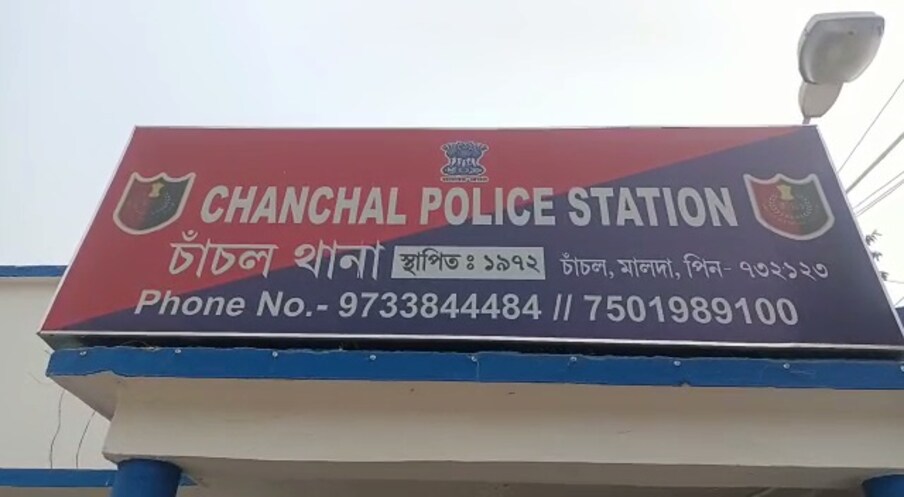 CHANCHAL POLICE STATION
চাঁচল থানা স্থাপিত ঃ ১৯৭২ চাঁচল, মালদা, পিন- ৭৩২১২৩
Phone No.- 9733844484 // 7501989100